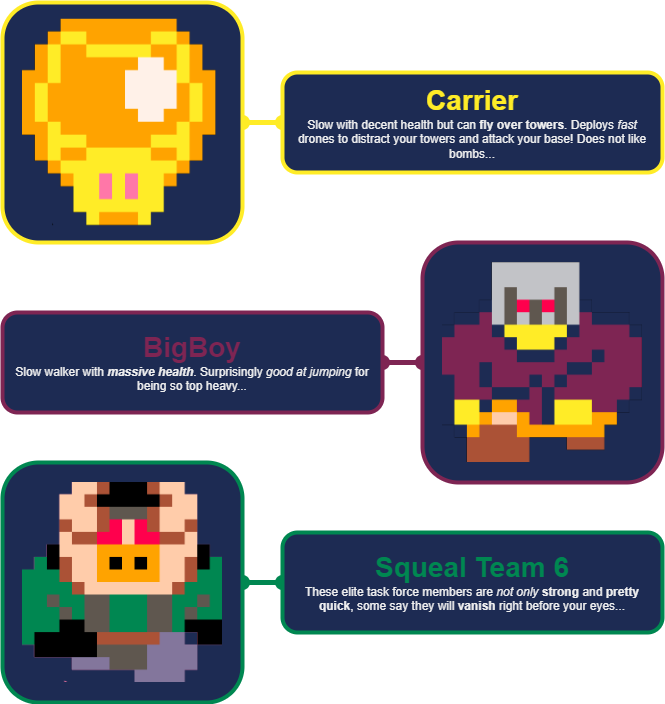 Carrier
Slow with decent health but can fly over towers. Deploys fast
drones to distract your towers and attack your base! Does not like
bombs...
BigBoy
Slow walker with massive health. Surprisingly good at jumping for
being so top heavy...
Squeal Team 6
These elite task force members are not only strong and pretty
quick, some say they will vanish right before your eyes...